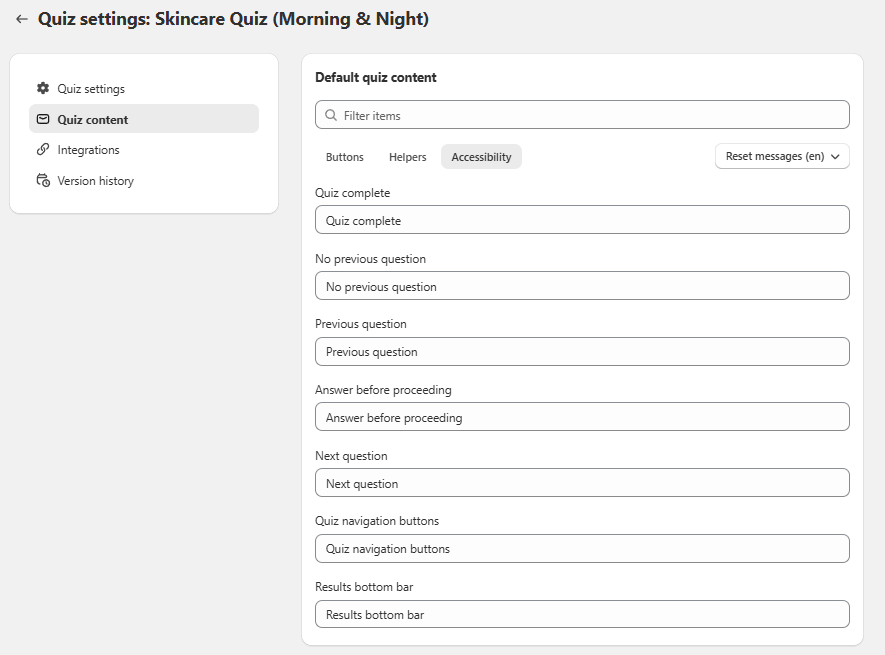 Quiz settings: Skincare Quiz (Morning & Night)
Quiz settings
Quiz content
Integrations
Version history
Default quiz content
Filter items
Buttons Helpers Accessibility Reset messages (en)
Quiz complete
Quiz complete
No previous question
No previous question
Previous question
Previous question
Answer before proceeding
Answer before proceeding
Next question
Next question
Quiz navigation buttons
Quiz navigation buttons
Results bottom bar
Results bottom bar